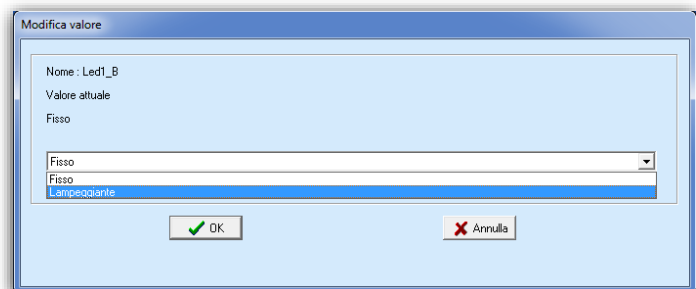 Modifica valore
Nome : Led1_B
Valore attuale
Fisso
Fisso
Fisso
Lampeggiante
OK
Annulla